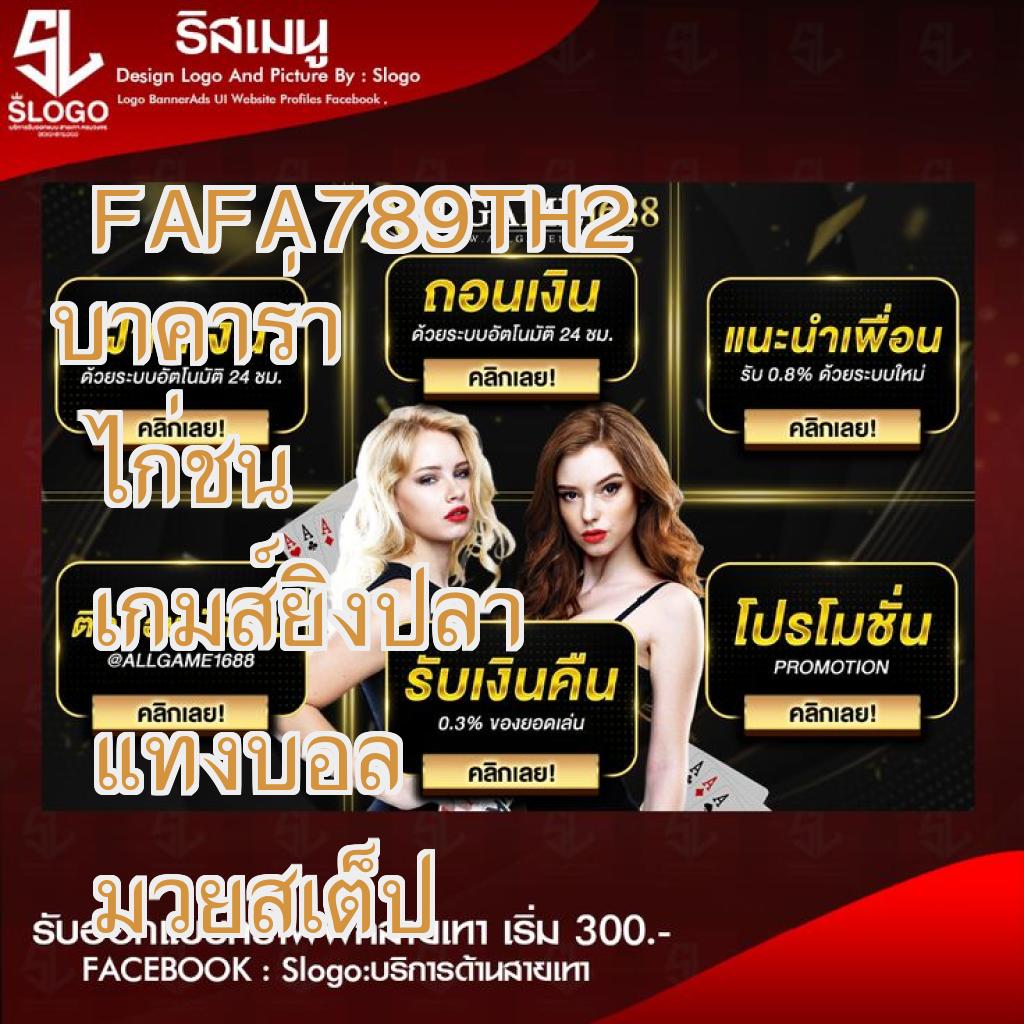 SL
SLOGO
ริสเมนู
Design Logo And Picture By : Slogo
Logo BannerAds UI Website Profiles Facebook .
FAFA789TH2
บาคาร่า
ไก่ชน
เกมส์ยิงปลา
แทงบอล
มวยสเต็ป
ด้วยระบบอัตโนมัติ 24 ชม.
คลิกเลย!
ถอนเงิน
ด้วยระบบอัตโนมัติ 24 ชม.
คลิกเลย!
แนะนำเพื่อน
รับ 0.8% ด้วยระบบใหม่
คลิกเลย!
@ALLGAME1688
คลิกเลย!
รับเงินคืน
0.3% ของยอดเล่น
คลิกเลย!
โปรโมชั่น
PROMOTION
คลิกเลย!
สายเทา เริ่ม 300.-
FACEBOOK : Slogo:บริการด้านสายเทา